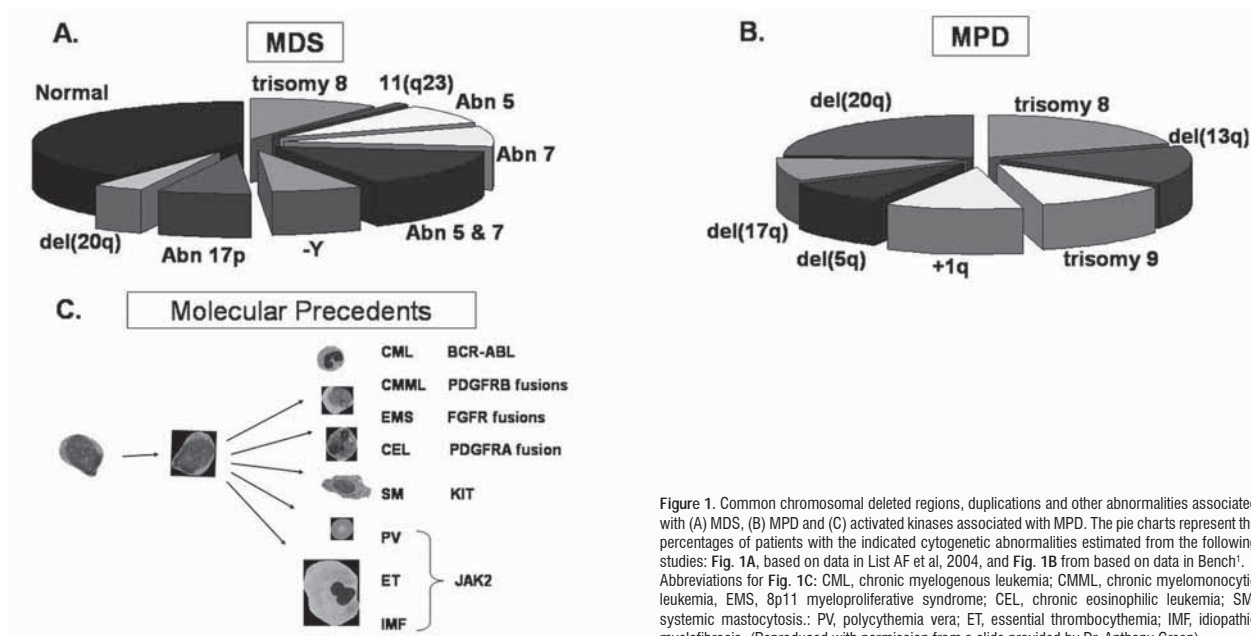 A.
MDS
Normal
trisomy 8
11(q23)
Abn 5
Abn 7
Abn 5 & 7
-Y
Abn 17p
del(20q)
B.
MPD
del(20q)
trisomy 8
del(13q)
trisomy 9
+1q
del(5q)
del(17q)
C.
Molecular Precedents
CML BCR-ABL
CMML PDGFRB fusions
EMS FGFR fusions
CEL PDGFRA fusion
SM KIT
PV
ET JAK2
IMF
Figure 1. Common chromosomal deleted regions, duplications and other abnormalities associate
with (A) MDS, (B) MPD and (C) activated kinases associated with MPD. The pie charts represent th
percentages of patients with the indicated cytogenetic abnormalities estimated from the followin
studies: Fig. 1A, based on data in List AF et al, 2004, and Fig. 1B from based on data in Bench¹.
Abbreviations for Fig. 1C: CML, chronic myelogenous leukemia; CMML, chronic myelomonocyti
leukemia, EMS, 8p11 myeloproliferative syndrome; CEL, chronic eosinophilic leukemia; SM
systemic mastocytosis.: PV, polycythemia vera; ET, essential thrombocythemia; IMF, idiopathi